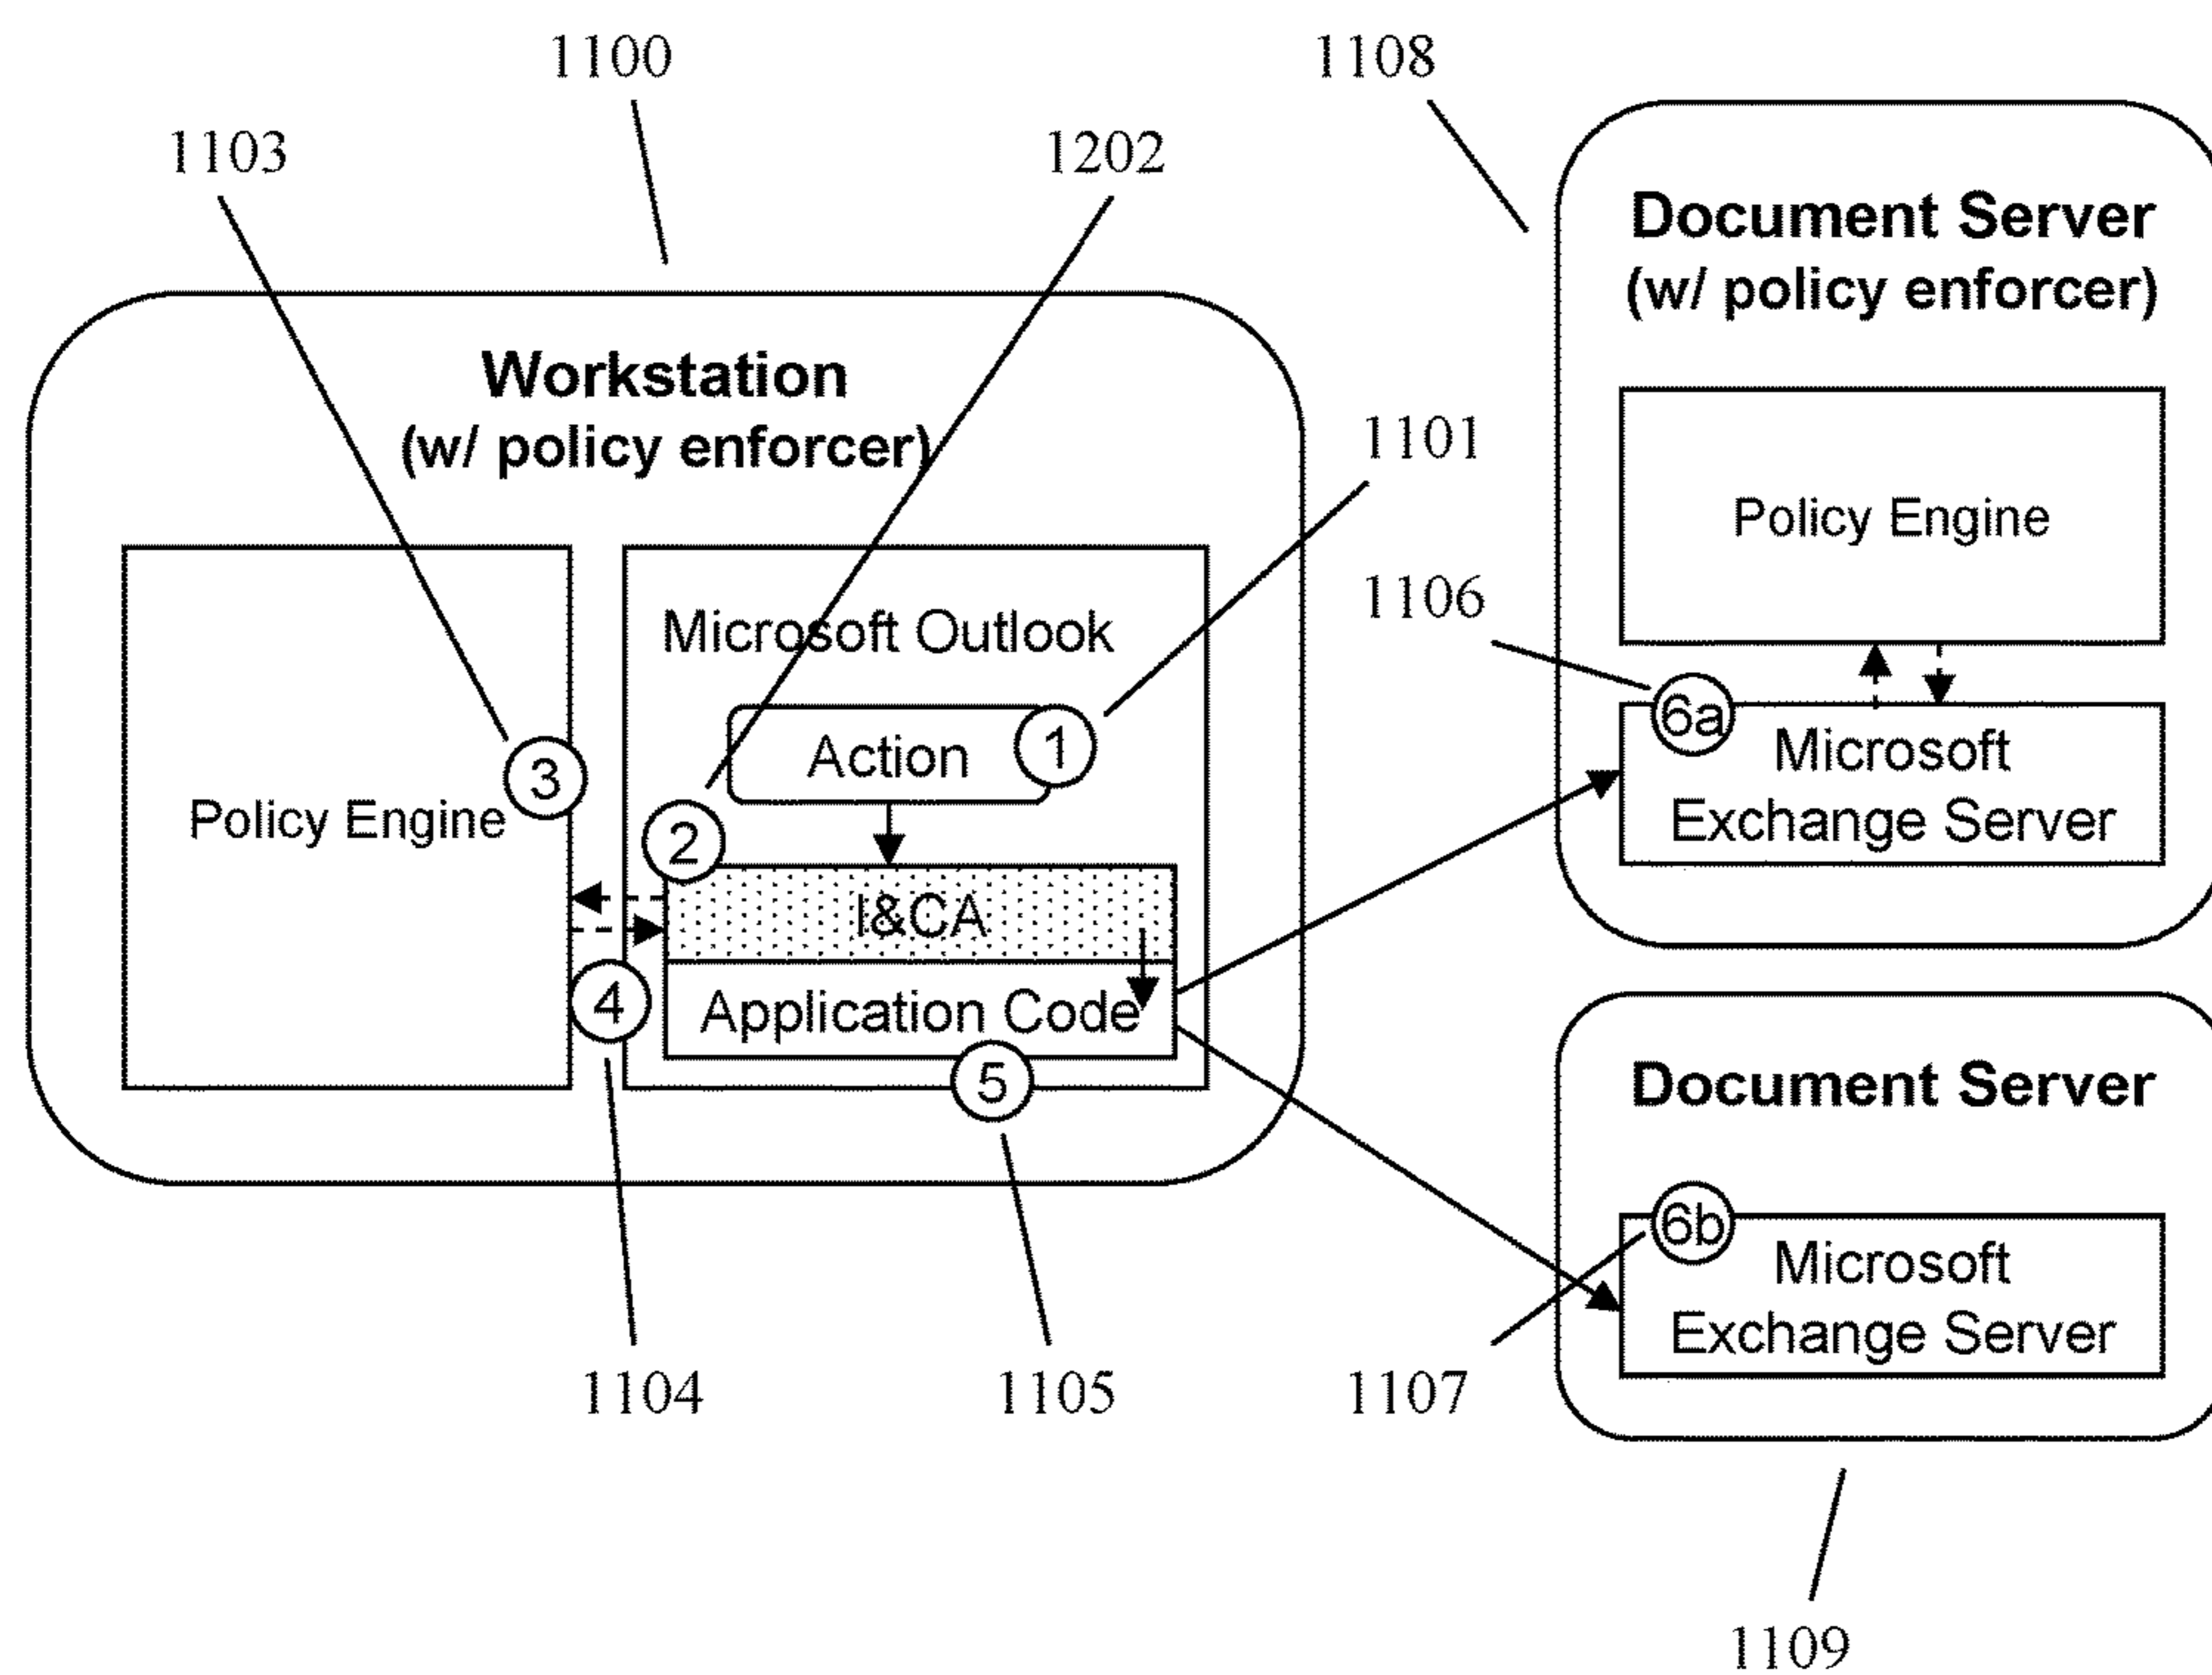 1100
1108
1103
1202
Document Server
(w/ policy enforcer)
Workstation
(w/ policy enforcer)
1101
Policy Engine
1106
Microsoft Outlook
6a
Microsoft
Exchange Server
Action
1
3
Policy Engine
2
I&CA
4
Application Code
5
Document Server
6b
Microsoft
Exchange Server
1104
1105
1107
1109